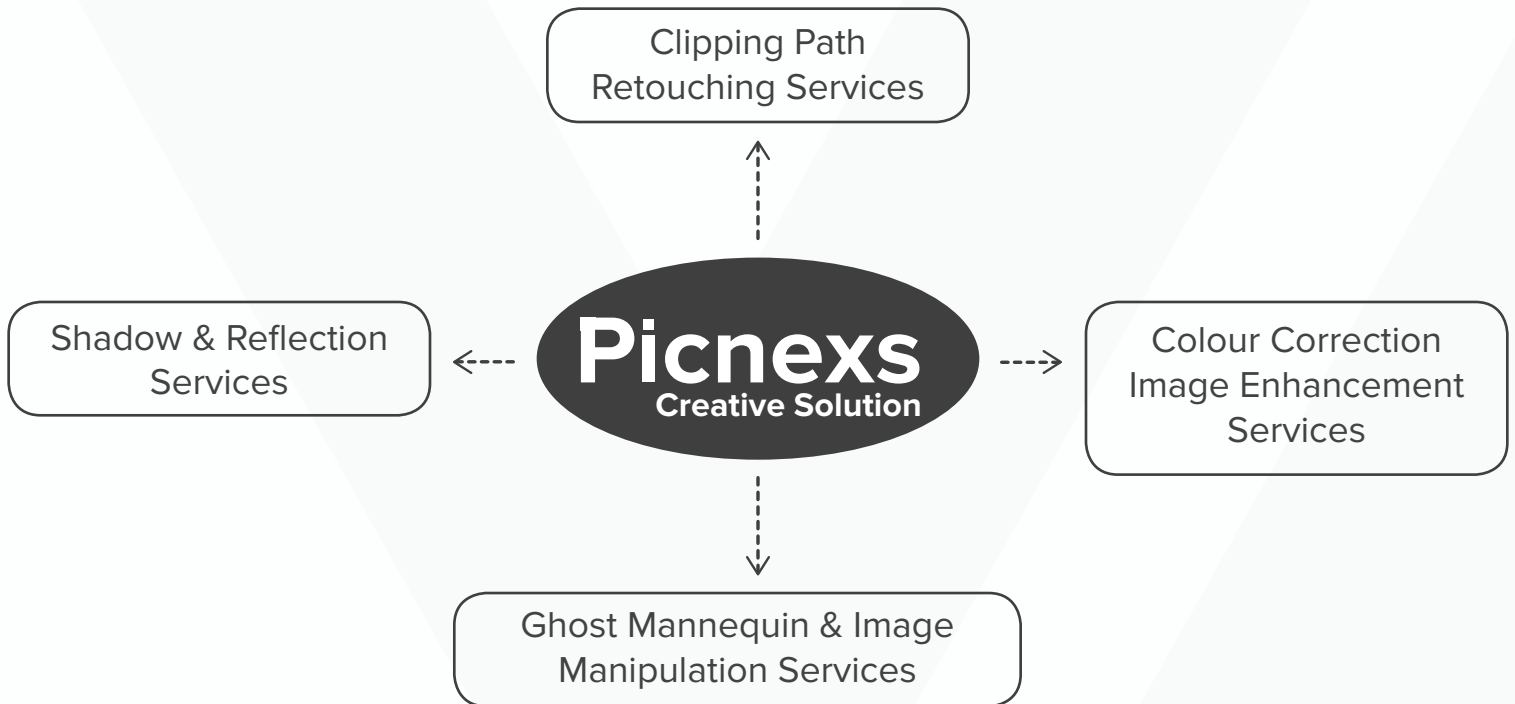 Clipping Path
Retouching Services
Shadow & Reflection
Services
Picnexs
Creative Solution
Colour Correction
Image Enhancement
Services
Ghost Mannequin & Image
Manipulation Services